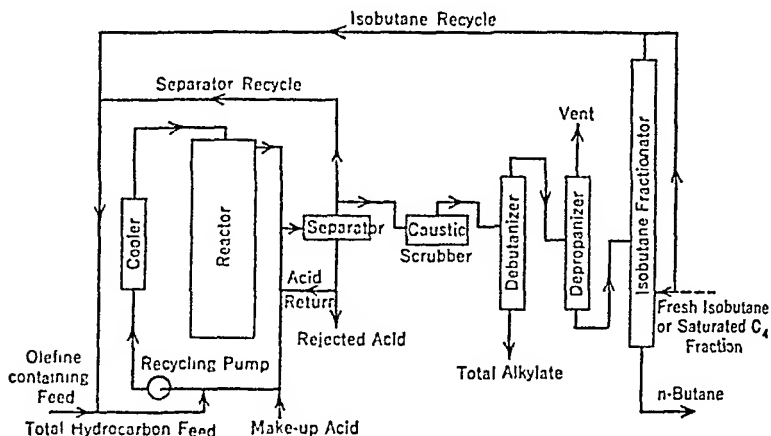 Isobutane Recycle
Separator Recycle
Vent
Cooler
Reactor
Separator
Caustic
Scrubber
Debutanizer
Depropanizer
Isobutane Fractionator
Acid
Return
Rejected Acid
Fresh Isobutane
or Saturated C₄
Fraction
Olefine
containing
Feed
Recycling Pump
Total Alkylate
n-Butane
Total Hydrocarbon Feed
Make-up Acid